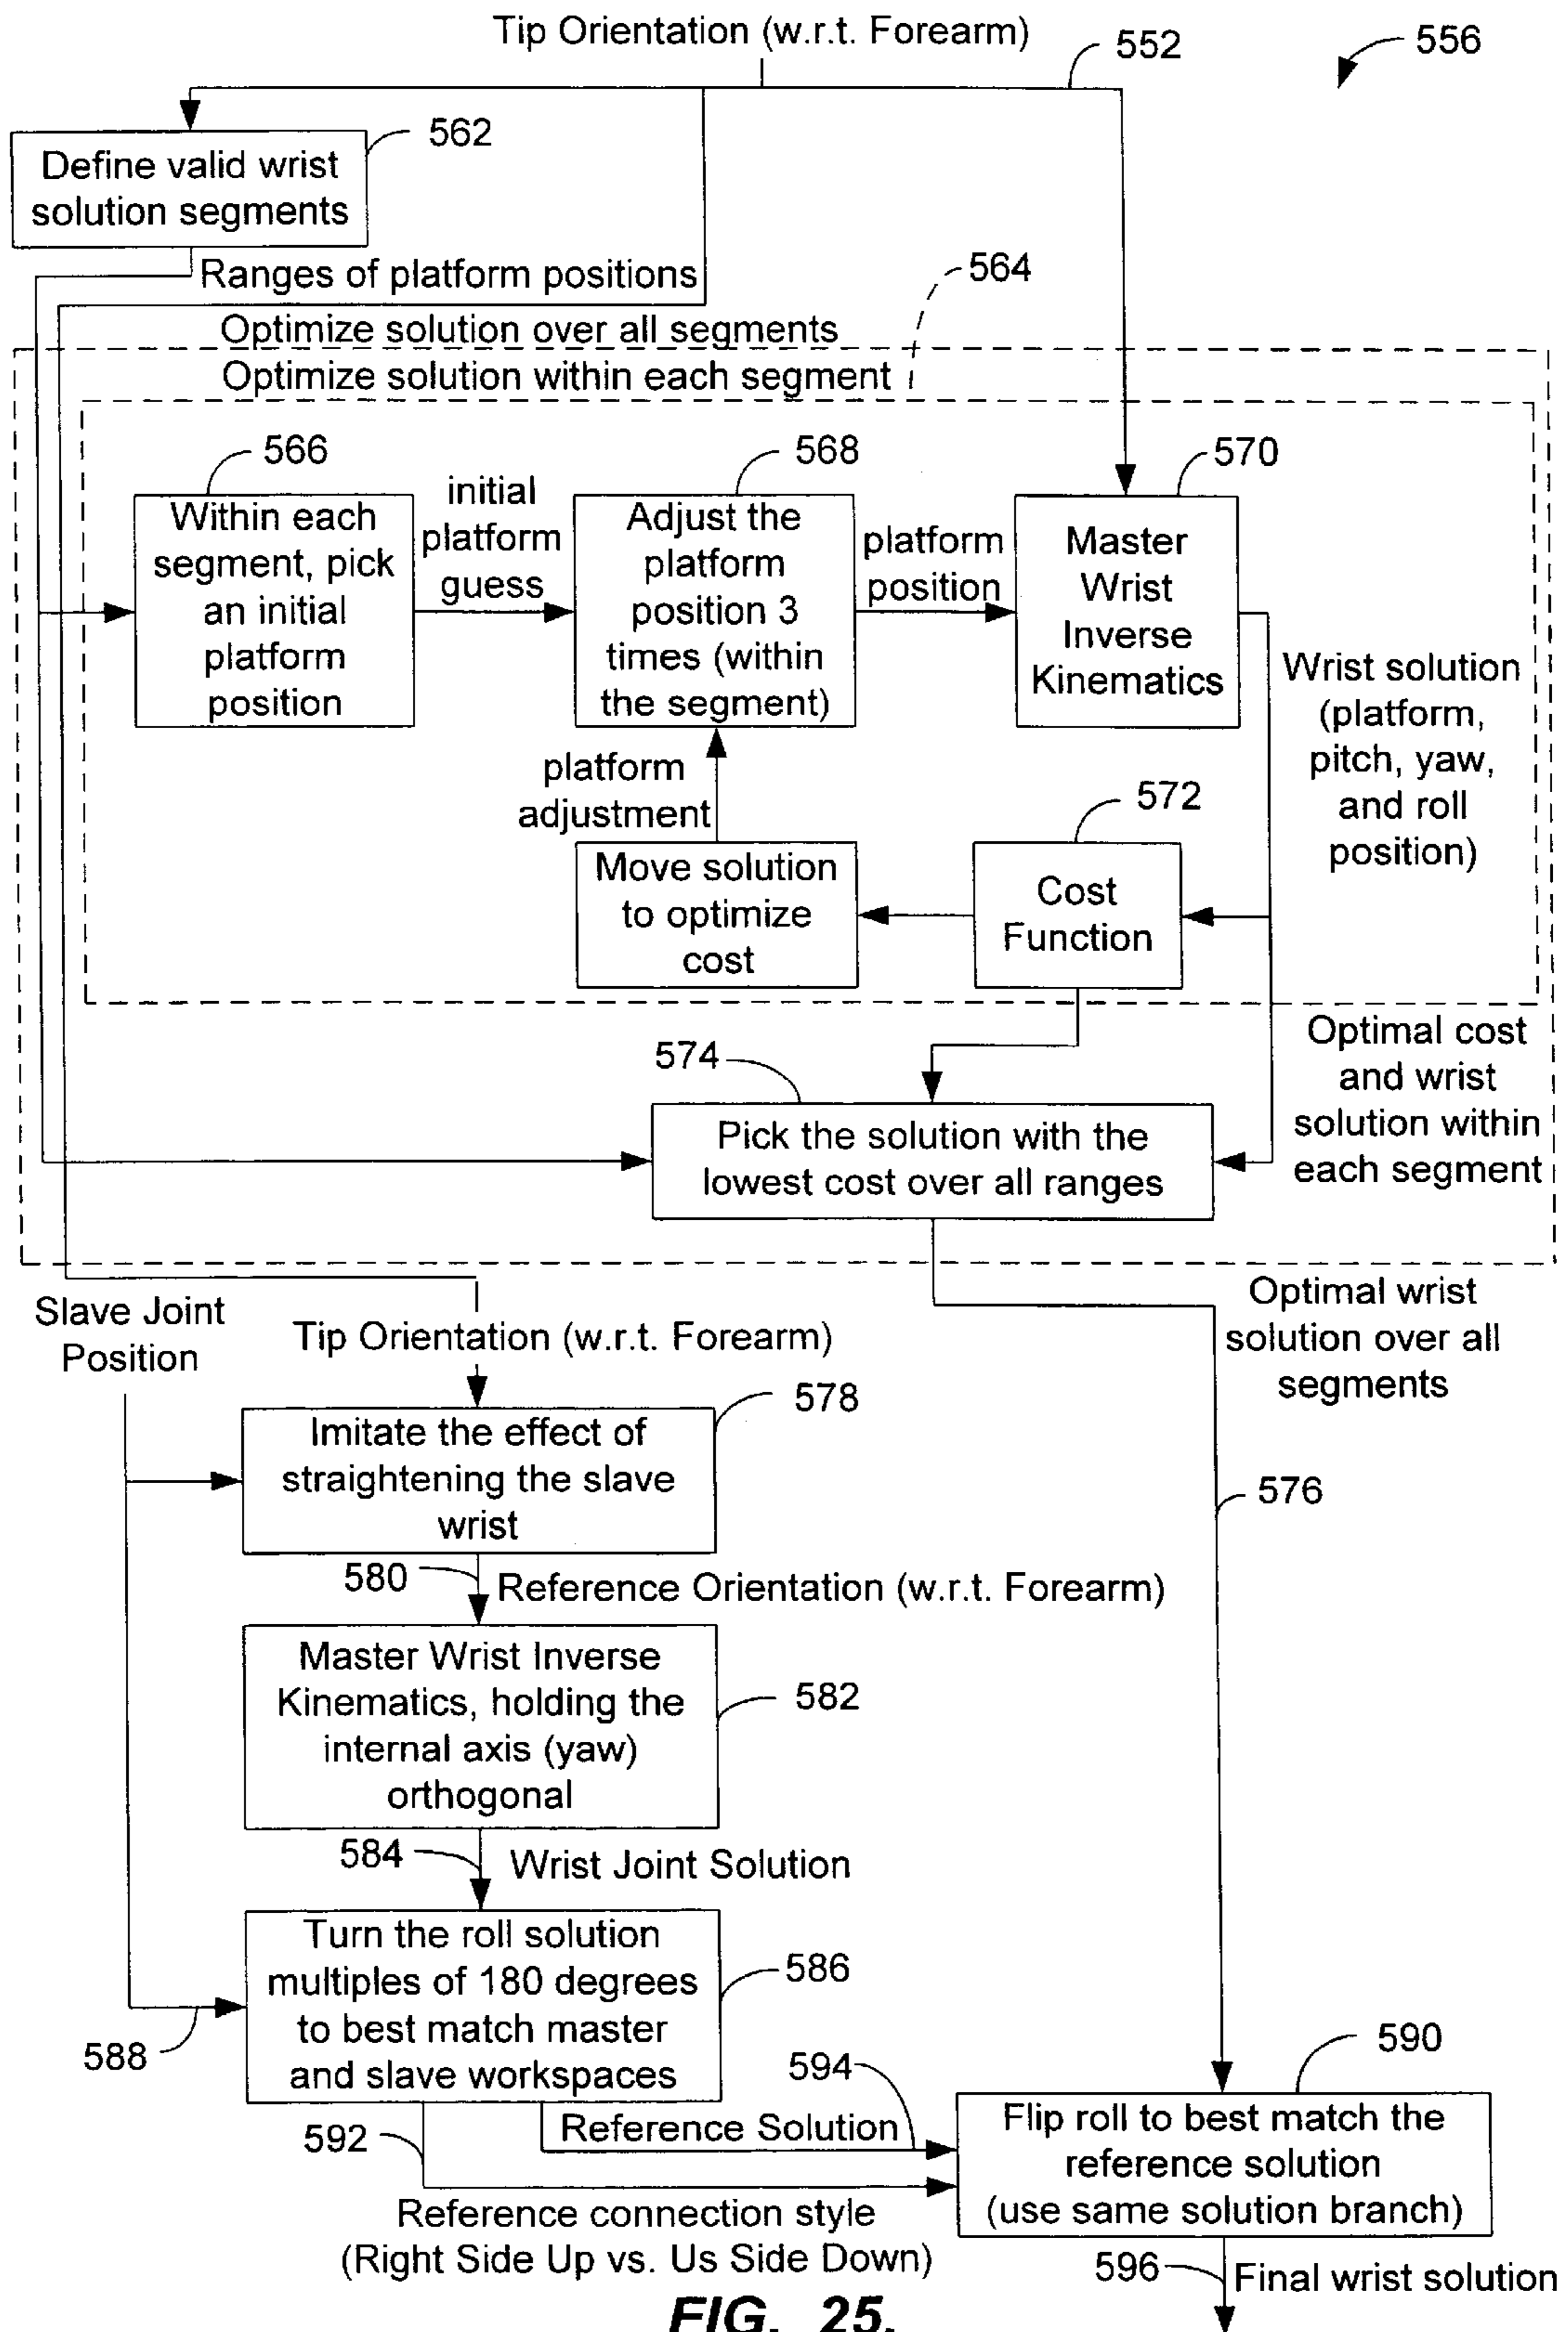 Tip Orientation (w.r.t. Forearm)
552
556
562
Define valid wrist
solution segments
Ranges of platform positions
564
Optimize solution over all segments
Optimize solution within each segment
566
568
570
Within each
segment, pick
an initial
platform
position
initial
platform
guess
Adjust the
platform
position 3
times (within
the segment)
platform
position
Master
Wrist
Inverse
Kinematics
Wrist solution
(platform,
pitch, yaw,
and roll
position)
platform
adjustment
572
Move solution
to optimize
cost
Cost
Function
574
Optimal cost
and wrist
solution within
each segment
Pick the solution with the
lowest cost over all ranges
Slave Joint
Position
Optimal wrist
solution over all
segments
Tip Orientation (w.r.t. Forearm)
578
Imitate the effect of
straightening the slave
wrist
576
580
Reference Orientation (w.r.t. Forearm)
Master Wrist Inverse
Kinematics, holding the
internal axis (yaw)
orthogonal
582
584
Wrist Joint Solution
Turn the roll solution
multiples of 180 degrees
to best match master
and slave workspaces
586
588
590
594
Reference Solution
592
Flip roll to best match the
reference solution
(use same solution branch)
Reference connection style
(Right Side Up vs. Us Side Down)
596
Final wrist solution
FIG. 25.